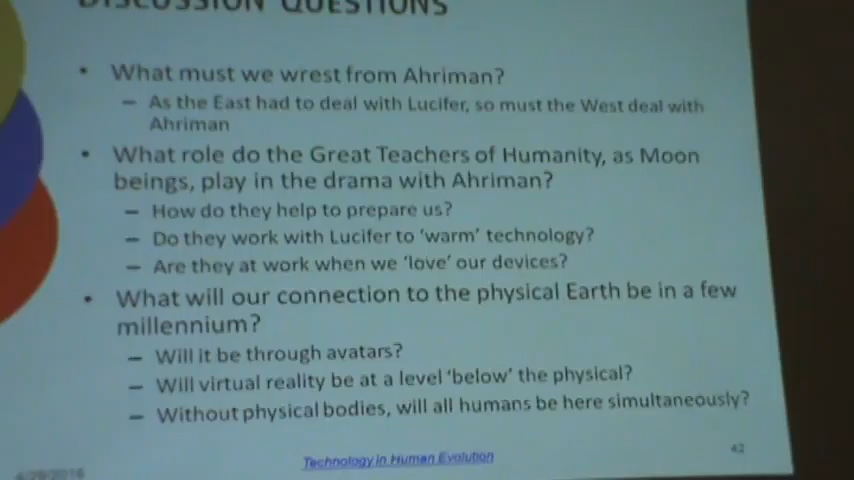 DISCUSSION QUESTIONS
• What must we wrest from Ahriman?
– As the East had to deal with Lucifer, so must the West deal with
Ahriman
• What role do the Great Teachers of Humanity, as Moon
beings, play in the drama with Ahriman?
– How do they help to prepare us?
– Do they work with Lucifer to ‘warm’ technology?
– Are they at work when we ‘love’ our devices?
• What will our connection to the physical Earth be in a few
millennium?
– Will it be through avatars?
– Will virtual reality be at a level ‘below’ the physical?
– Without physical bodies, will all humans be here simultaneously?
4/29/2016
Technology in Human Evolution
42